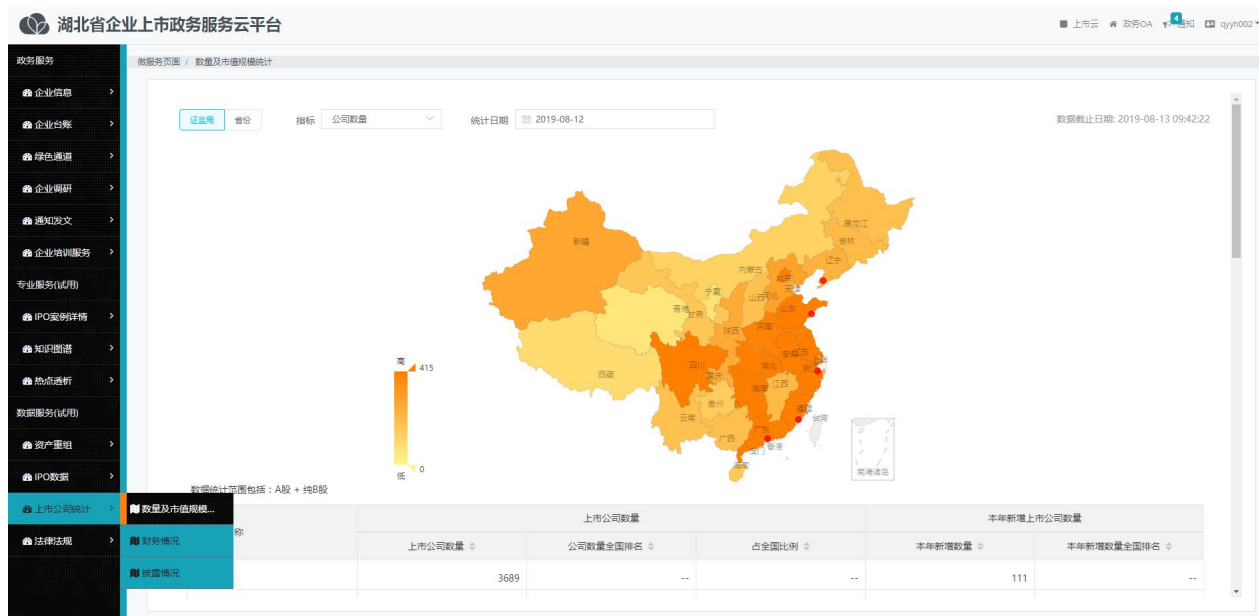 湖北省企业上市政务服务云平台
上市云 政务OA 4 通知 qyyh002
政务服务
微服务页面 / 数量及市值规模统计
企业信息
企业台账
绿色通道
企业调研
通知发文
企业培训服务
专业服务(试用)
IPO案例详情
知识图谱
热点透析
数据服务(试用)
资产重组
IPO数据
上市公司统计
法律法规
数量及市值规模...
财务情况
披露情况
证监局 省份 指标 公司数量 统计日期 2019-08-12 数据截止日期: 2019-08-13 09:42:22
黑龙江
吉林
新疆
辽宁
内蒙古
北京
天津
宁夏
山西
河北
青海
甘肃
山东
陕西
河南
西藏
四川
重庆
湖北
安徽
江苏
上海
湖南
江西
贵州
福建
台湾
云南
广西
广东
香港
澳门
海南
南海诸岛
高
415
低
0
数据统计范围包括：A股 + 纯B股
称 上市公司数量 本年新增上市公司数量
上市公司数量 公司数量全国排名 占全国比例 本年新增数量 本年新增数量全国排名
3689 -- -- 111 --